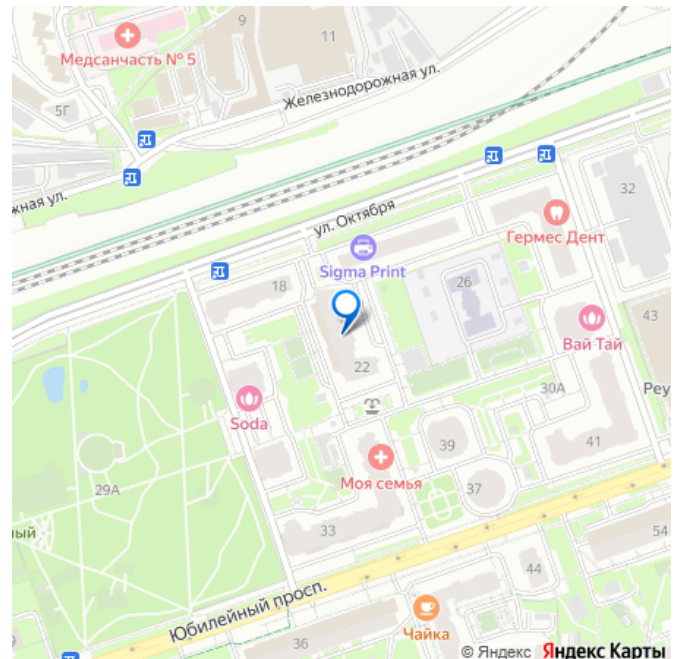 9
11
Медсанчасть № 5
5Г
Железнодорожная ул.
жная ул.
32
ул. Октября
Гермес Дент
Sigma Print
18
26
43
Вай Тай
22
30А
Реу
Soda
39
41
Моя семья
29А
37
ный
33
54
44
Юбилейный просп.
Чайка
9
36
© Яндекс Яндекс Карты